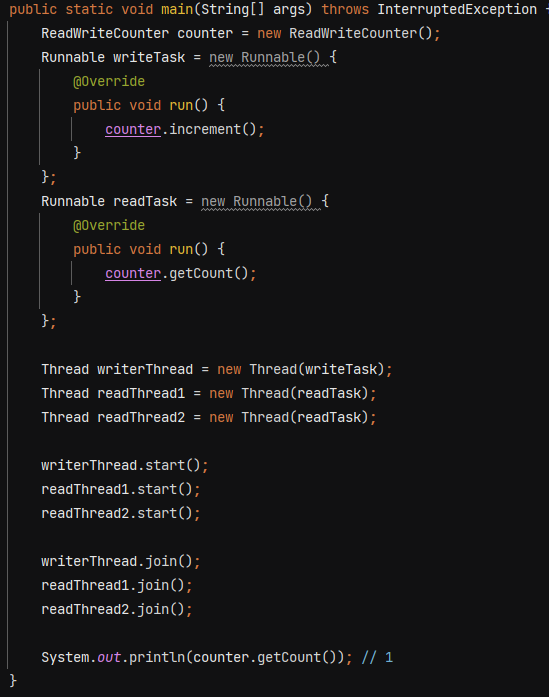 public static void main(String[] args) throws InterruptedException {
    ReadWriteCounter counter = new ReadWriteCounter();
    Runnable writeTask = new Runnable() {
        @Override
        public void run() {
            counter.increment();
        }
    };
    Runnable readTask = new Runnable() {
        @Override
        public void run() {
            counter.getCount();
        }
    };

    Thread writerThread = new Thread(writeTask);
    Thread readThread1 = new Thread(readTask);
    Thread readThread2 = new Thread(readTask);

    writerThread.start();
    readThread1.start();
    readThread2.start();

    writerThread.join();
    readThread1.join();
    readThread2.join();

    System.out.println(counter.getCount()); // 1
}